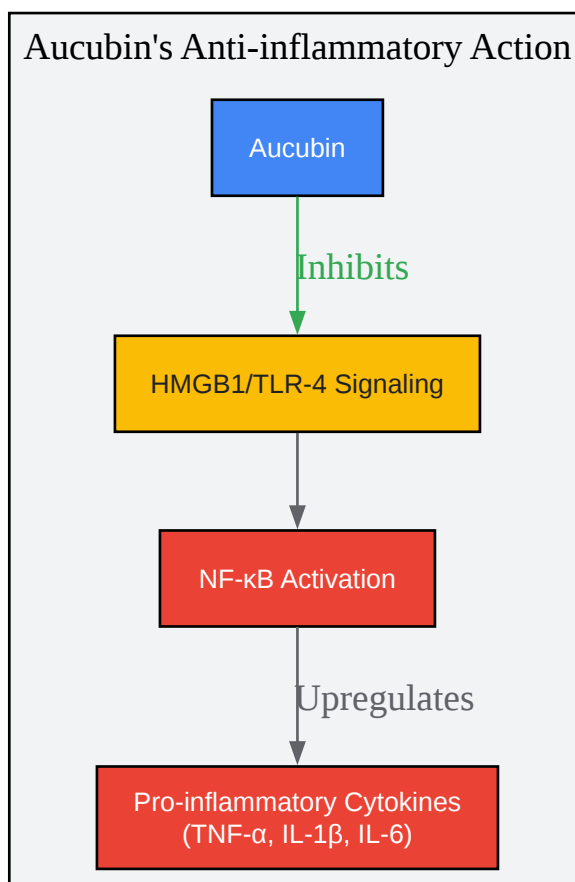 Aucubin's Anti-inflammatory Action
Aucubin
Inhibits
HMGB1/TLR-4 Signaling
NF-κB Activation
Upregulates
Pro-inflammatory Cytokines
(TNF-α, IL-1β, IL-6)